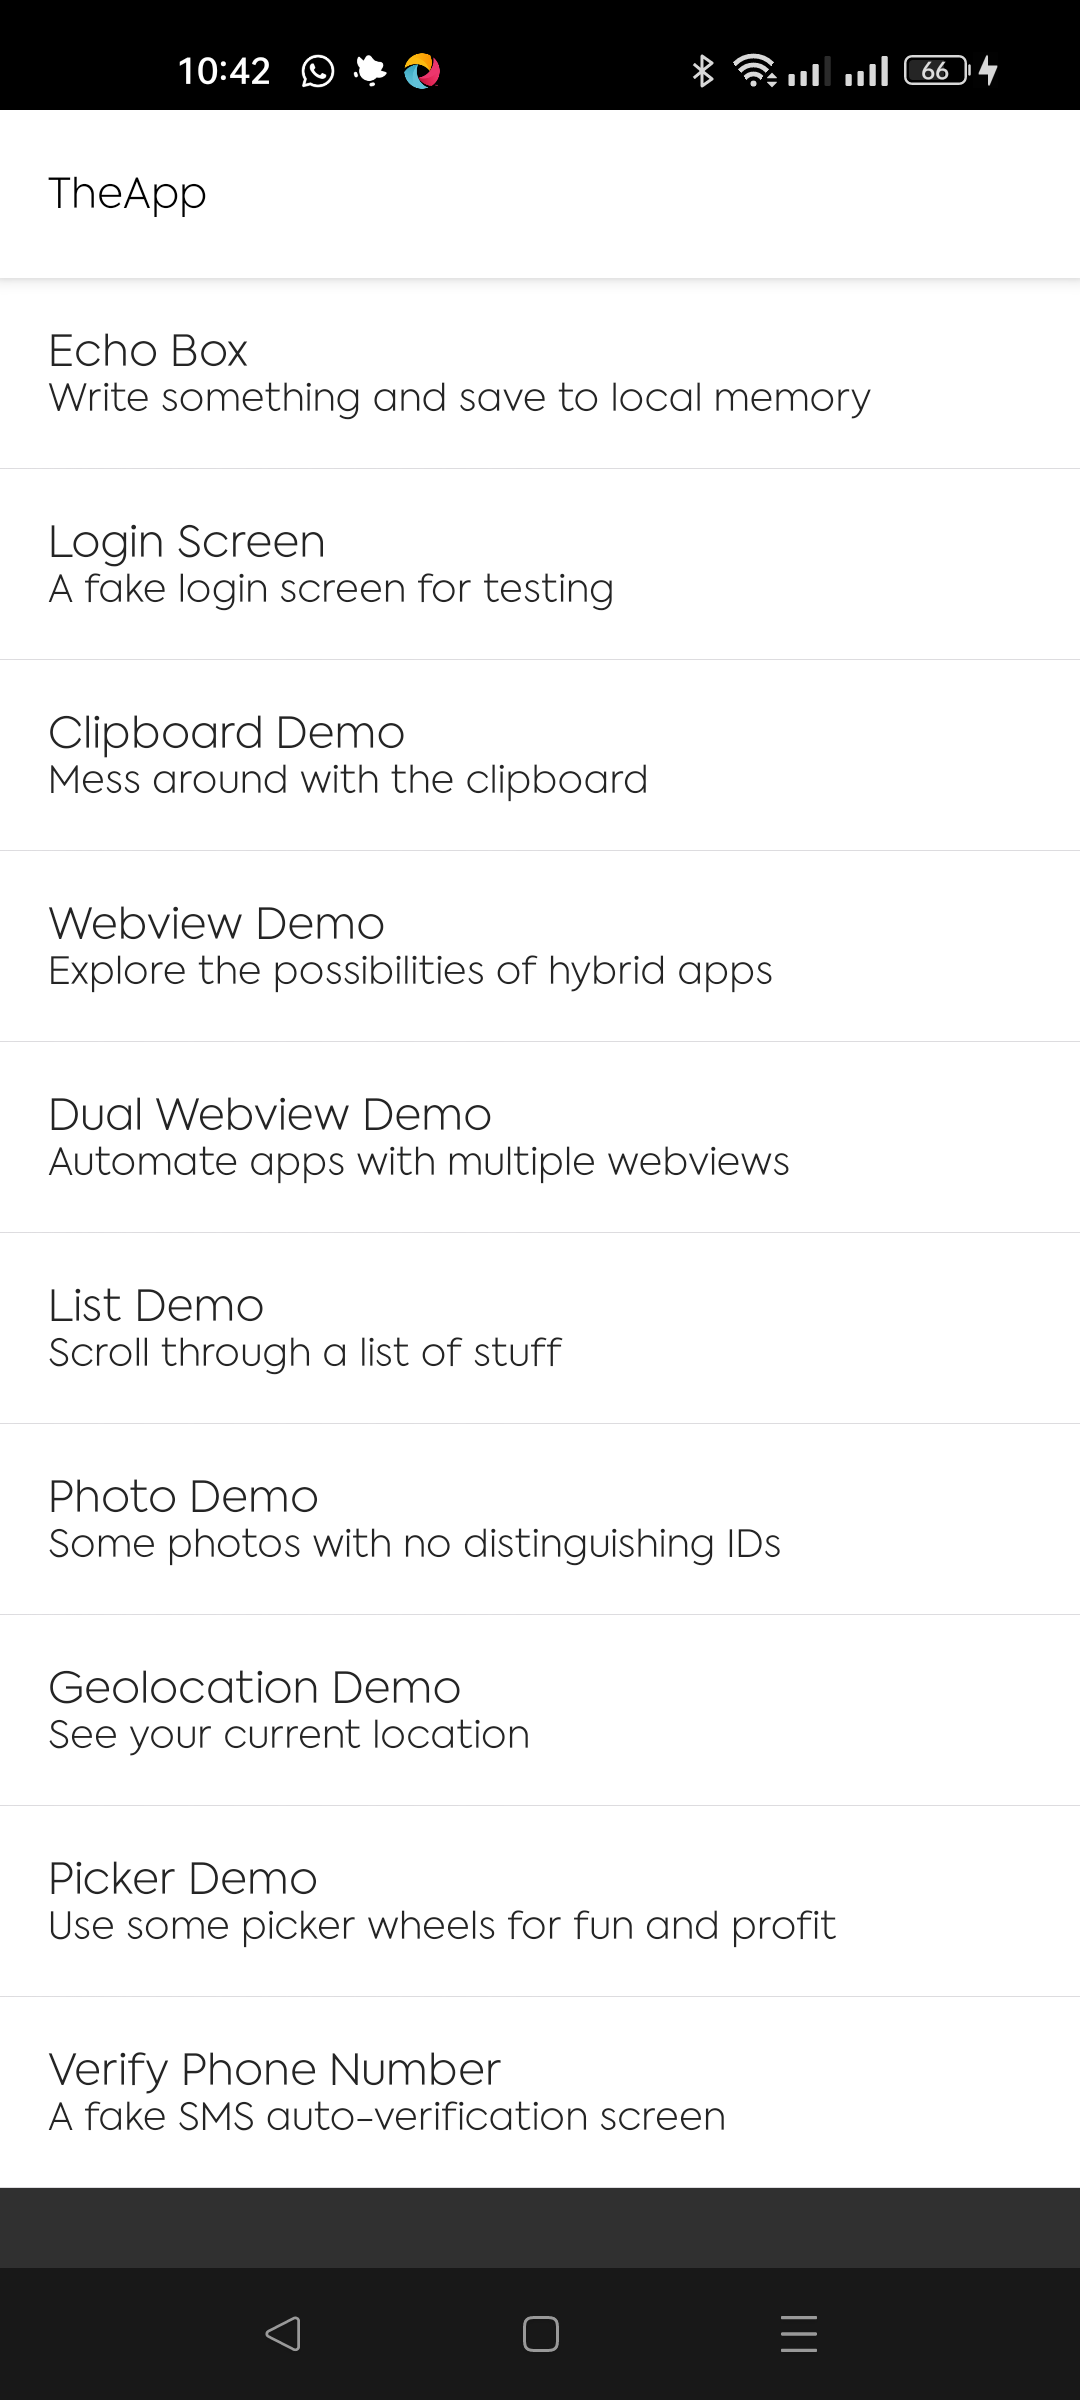 10:42
66
TheApp
Echo Box
Write something and save to local memory
Login Screen
A fake login screen for testing
Clipboard Demo
Mess around with the clipboard
Webview Demo
Explore the possibilities of hybrid apps
Dual Webview Demo
Automate apps with multiple webviews
List Demo
Scroll through a list of stuff
Photo Demo
Some photos with no distinguishing IDs
Geolocation Demo
See your current location
Picker Demo
Use some picker wheels for fun and profit
Verify Phone Number
A fake SMS auto-verification screen